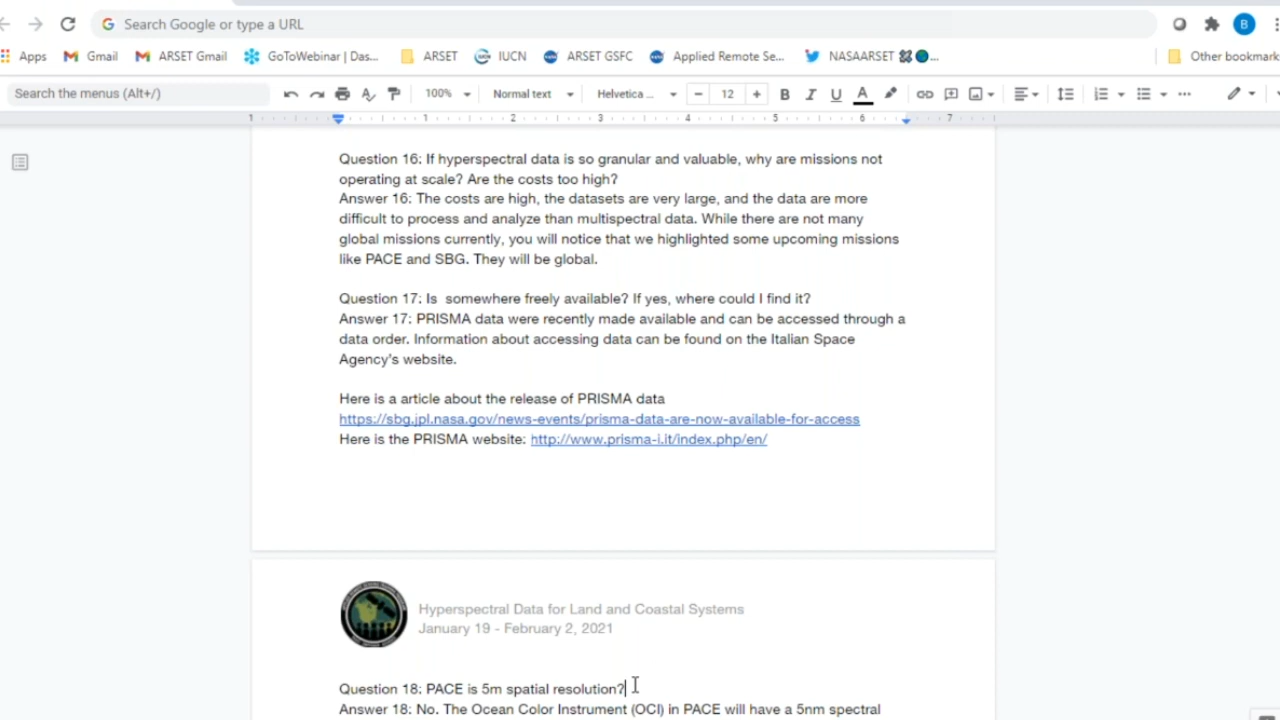 Search Google or type a URL
B
Apps
Gmail
ARSET Gmail
GoToWebinar | Das...
ARSET
IUCN
ARSET GSFC
Applied Remote Se...
NASAARSET
Other bookmark
Search the menus (Alt+/)
100%
Normal text
Helvetica ...
12
B I U A
1 1 2 3 4 5 6 7
Question 16: If hyperspectral data is so granular and valuable, why are missions not
operating at scale? Are the costs too high?
Answer 16: The costs are high, the datasets are very large, and the data are more
difficult to process and analyze than multispectral data. While there are not many
global missions currently, you will notice that we highlighted some upcoming missions
like PACE and SBG. They will be global.
Question 17: Is  somewhere freely available? If yes, where could I find it?
Answer 17: PRISMA data were recently made available and can be accessed through a
data order. Information about accessing data can be found on the Italian Space
Agency's website.
Here is a article about the release of PRISMA data
https://sbg.jpl.nasa.gov/news-events/prisma-data-are-now-available-for-access
Here is the PRISMA website: http://www.prisma-i.it/index.php/en/
Hyperspectral Data for Land and Coastal Systems
January 19 - February 2, 2021
Question 18: PACE is 5m spatial resolution?
Answer 18: No. The Ocean Color Instrument (OCI) in PACE will have a 5nm spectral